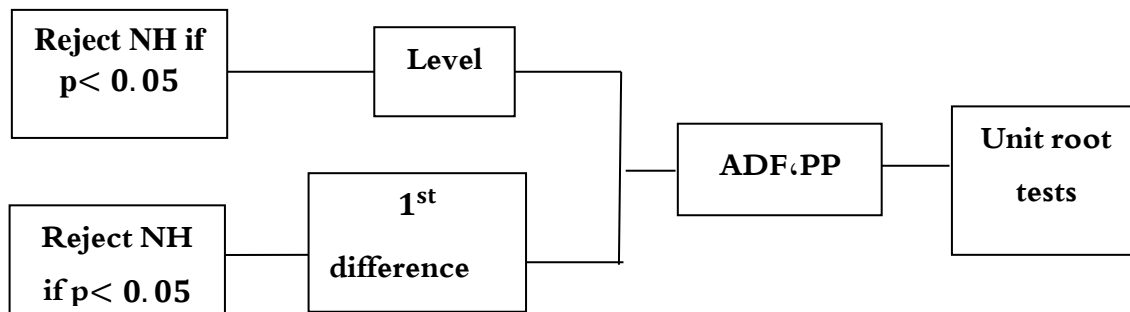 Reject NH if
p< 0.05
Level
ADF،PP
Unit root
tests
1st
difference
Reject NH
if p< 0.05